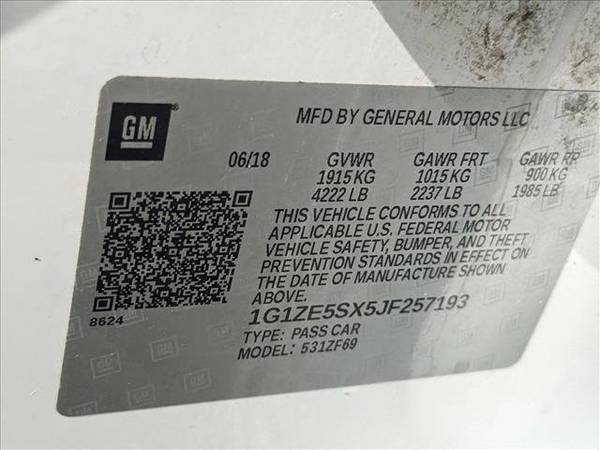 GM
MFD BY GENERAL MOTORS LLC
06/18 GVWR GAWR FRT GAWR RR
1915 KG 1015 KG 900 KG
4222 LB 2237 LB 1985 LB
THIS VEHICLE CONFORMS TO ALL
APPLICABLE U.S. FEDERAL MOTOR
VEHICLE SAFETY, BUMPER, AND THEFT
PREVENTION STANDARDS IN EFFECT ON
THE DATE OF MANUFACTURE SHOWN
ABOVE.
8624
1G1ZE5SX5JF257193
TYPE: PASS CAR
MODEL: 531ZF69